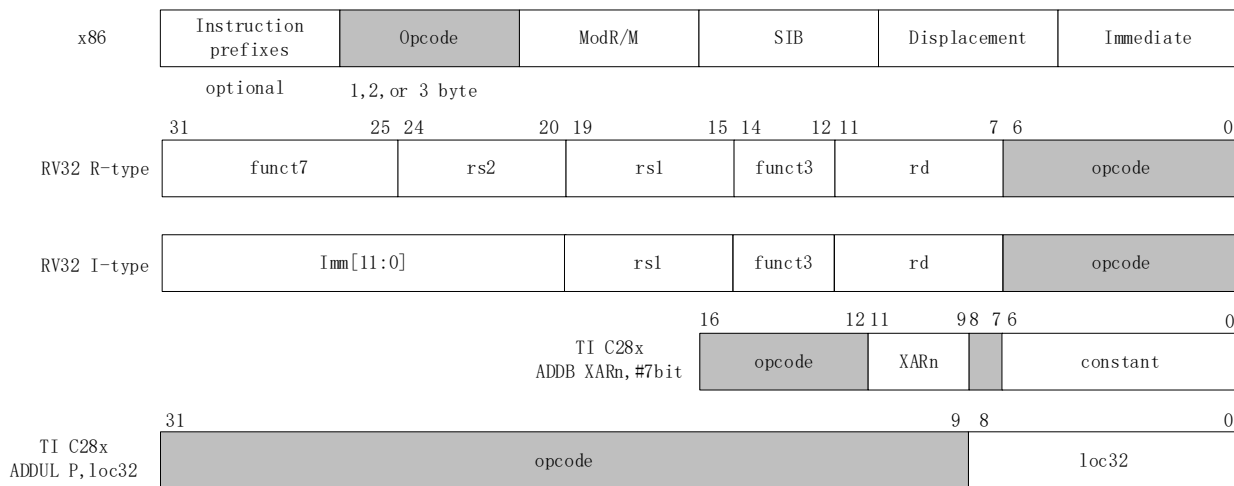 x86
Instruction
prefixes
Opcode
ModR/M
SIB
Displacement
Immediate
optional
1,2,or 3 byte
31 25 24 20 19 15 14 12 11 7 6 0
RV32 R-type
funct7
rs2
rs1
funct3
rd
opcode
RV32 I-type
Imm[11:0]
rs1
funct3
rd
opcode
16 12 11 9 8 7 6 0
TI C28x
ADDB XARn,#7bit
opcode
XARn
constant
31 9 8 0
TI C28x
ADDUL P,loc32
opcode
loc32